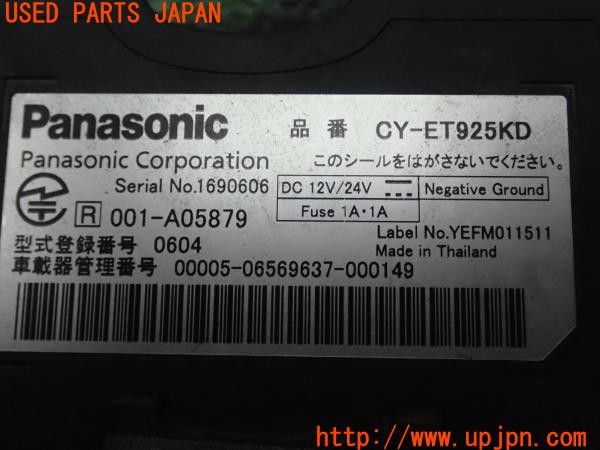 USED PARTS JAPAN
Panasonic 品番 CY-ET925KD
Panasonic Corporation このシールをはがさないでください。
Serial No.1690606 DC 12V/24V Negative Ground
R 001-A05879 Fuse 1A・1A
Label No.YEFM011511
型式登録番号 0604 Made in Thailand
車載器管理番号 00005-06569637-000149
UsedPartsJapan
http://www.upjpn.com